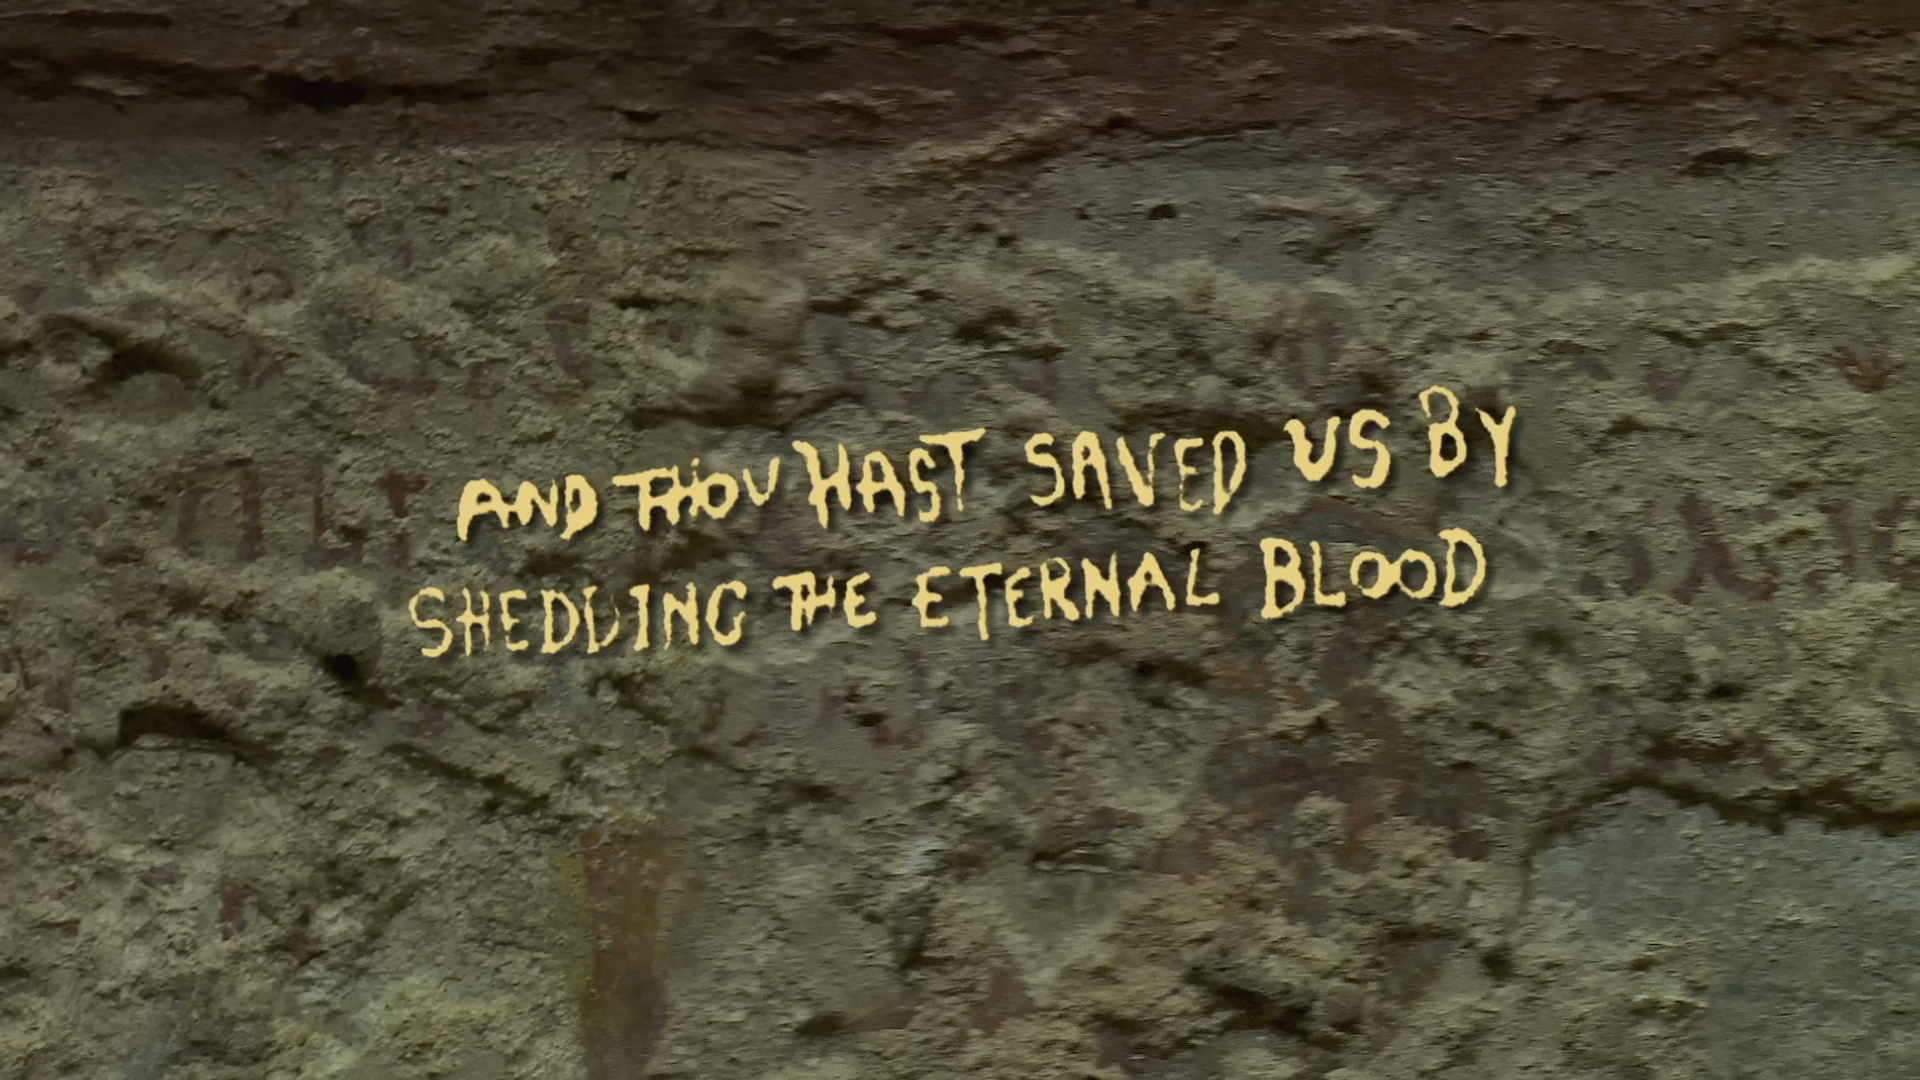 AND THOU HAST SAVED US BY
SHEDDING THE ETERNAL BLOOD